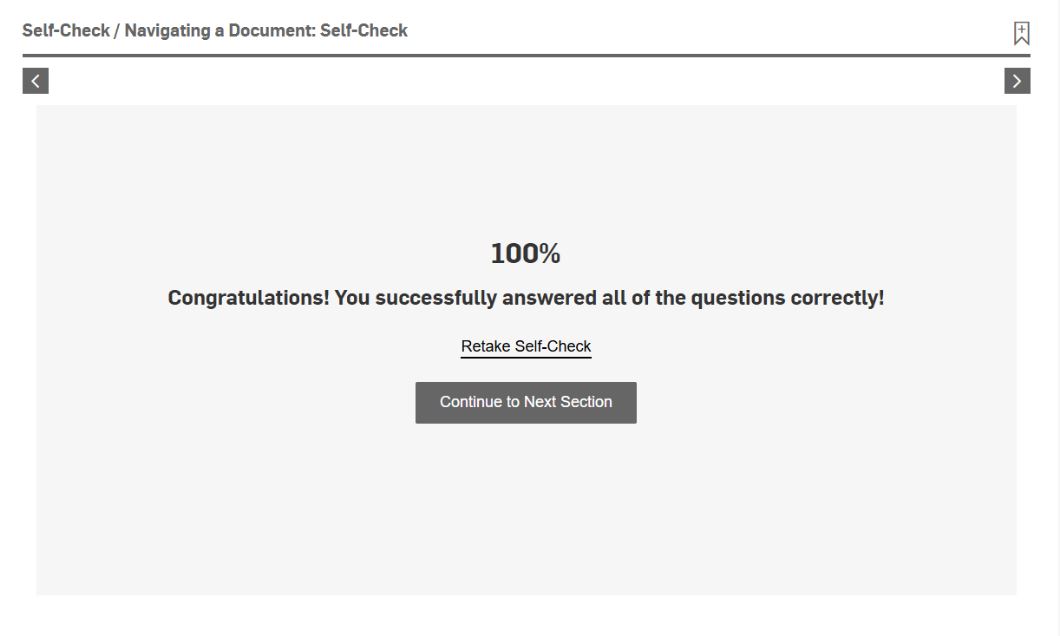 Self-Check / Navigating a Document: Self-Check
100%
Congratulations! You successfully answered all of the questions correctly!
Retake Self-Check
Continue to Next Section